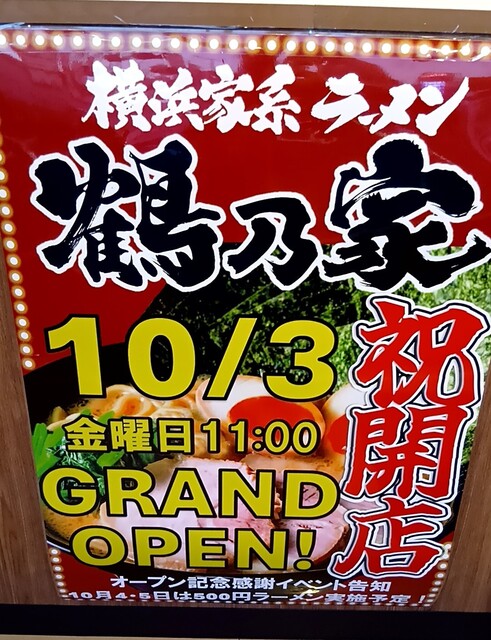 横浜家系ラーメン
鶴乃家
祝開店
10/3
金曜日11:00
GRAND
OPEN!
オープン記念感謝イベント告知
10月4・5日は500円ラーメン実施予定!